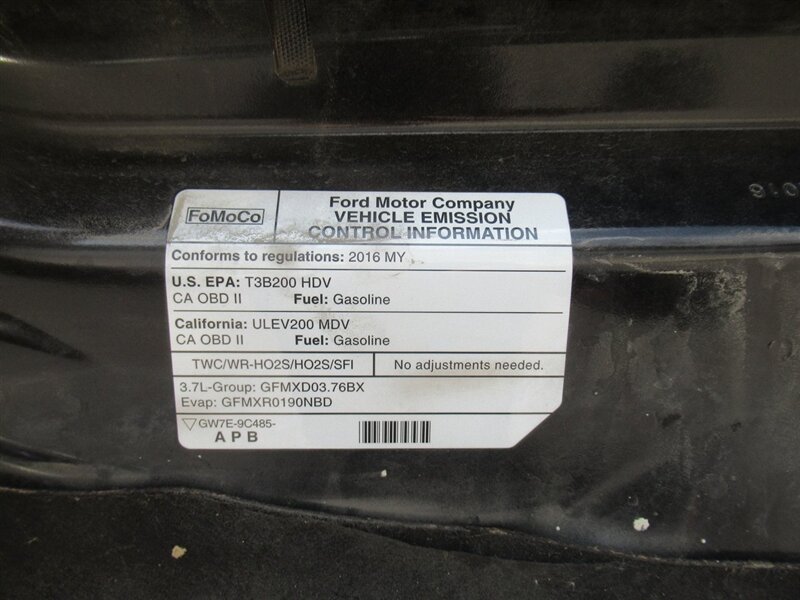 FoMoCo
Ford Motor Company
VEHICLE EMISSION
CONTROL INFORMATION
Conforms to regulations: 2016 MY
U.S. EPA: T3B200 HDV
CA OBD II Fuel: Gasoline
California: ULEV200 MDV
CA OBD II Fuel: Gasoline
TWC/WR-HO2S/HO2S/SFI No adjustments needed.
3.7L-Group: GFMXD03.76BX
Evap: GFMXR0190NBD
GW7E-9C485-
A P B